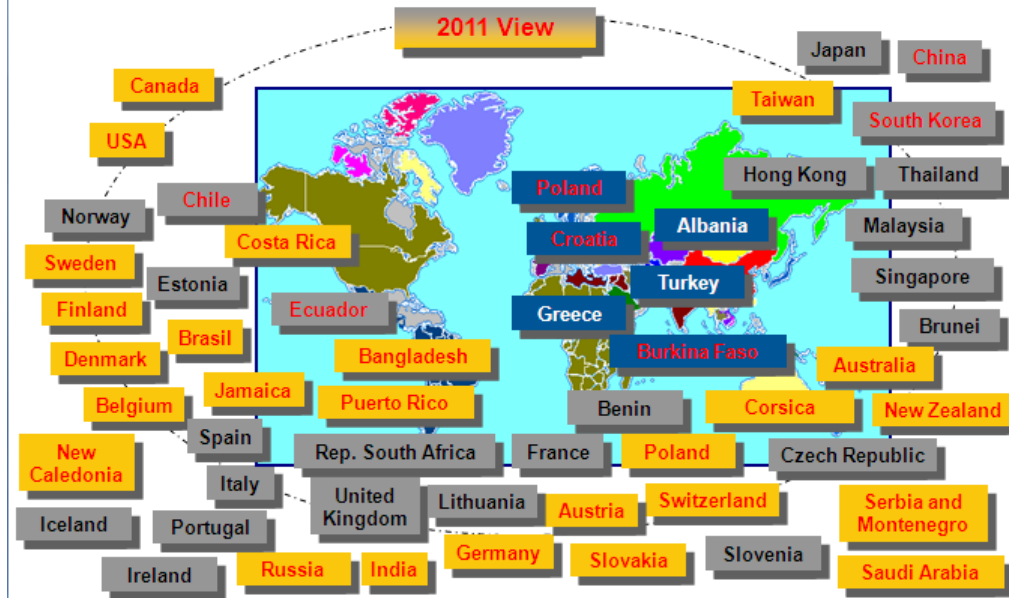 2011 View
Japan
China
Canada
Taiwan
USA
South Korea
Poland
Hong Kong
Thailand
Chile
Norway
Albania
Malaysia
Costa Rica
Croatia
Sweden
Estonia
Turkey
Singapore
Finland
Ecuador
Greece
Brunei
Brasil
Denmark
Bangladesh
Burkina Faso
Australia
Jamaica
Belgium
Puerto Rico
Benin
Corsica
New Zealand
Spain
New
Caledonia
Rep. South Africa
France
Poland
Czech Republic
Italy
United
Kingdom
Lithuania
Switzerland
Austria
Serbia and
Montenegro
Iceland
Portugal
Germany
Slovakia
Slovenia
Ireland
Russia
India
Saudi Arabia